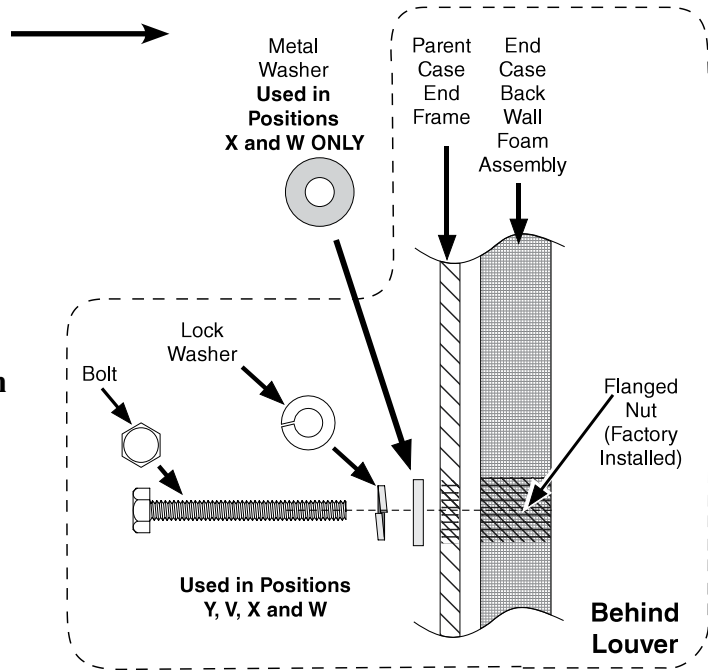 Metal
Washer
Used in
Positions
X and W ONLY
Parent
Case
End
Frame
End
Case
Back
Wall
Foam
Assembly
Lock
Washer
Bolt
n
Flanged
Nut
(Factory
Installed)
Used in Positions
Y, V, X and W
Behind
Louver